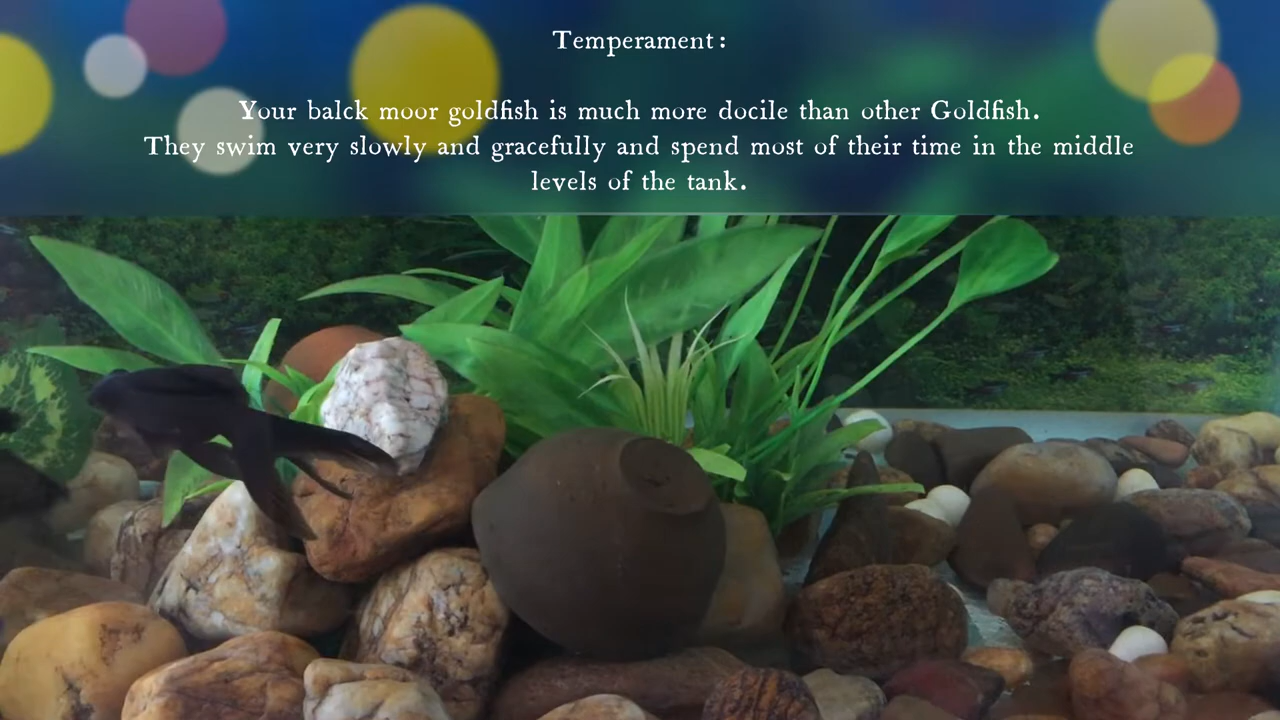 Temperament:
Your balck moor goldfish is much more docile than other Goldfish.
They swim very slowly and gracefully and spend most of their time in the middle
levels of the tank.